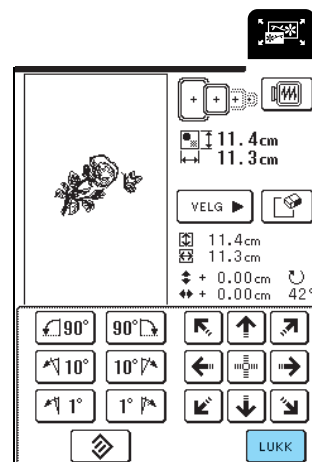 11.4cm
11.3cm
VELG
11.4cm
11.3cm
+ 0.00cm
+ 0.00cm 42°
90° 90°
10° 10°
1° 1°
LUKK